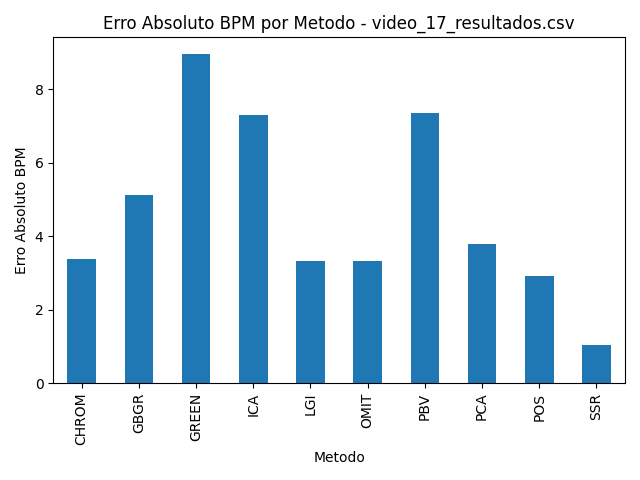 Erro Absoluto BPM por Metodo - video_17_resultados.csv
Erro Absoluto BPM
8
6
4
2
0
CHROM
GBGR
GREEN
ICA
LGI
OMIT
PBV
PCA
POS
SSR
Metodo